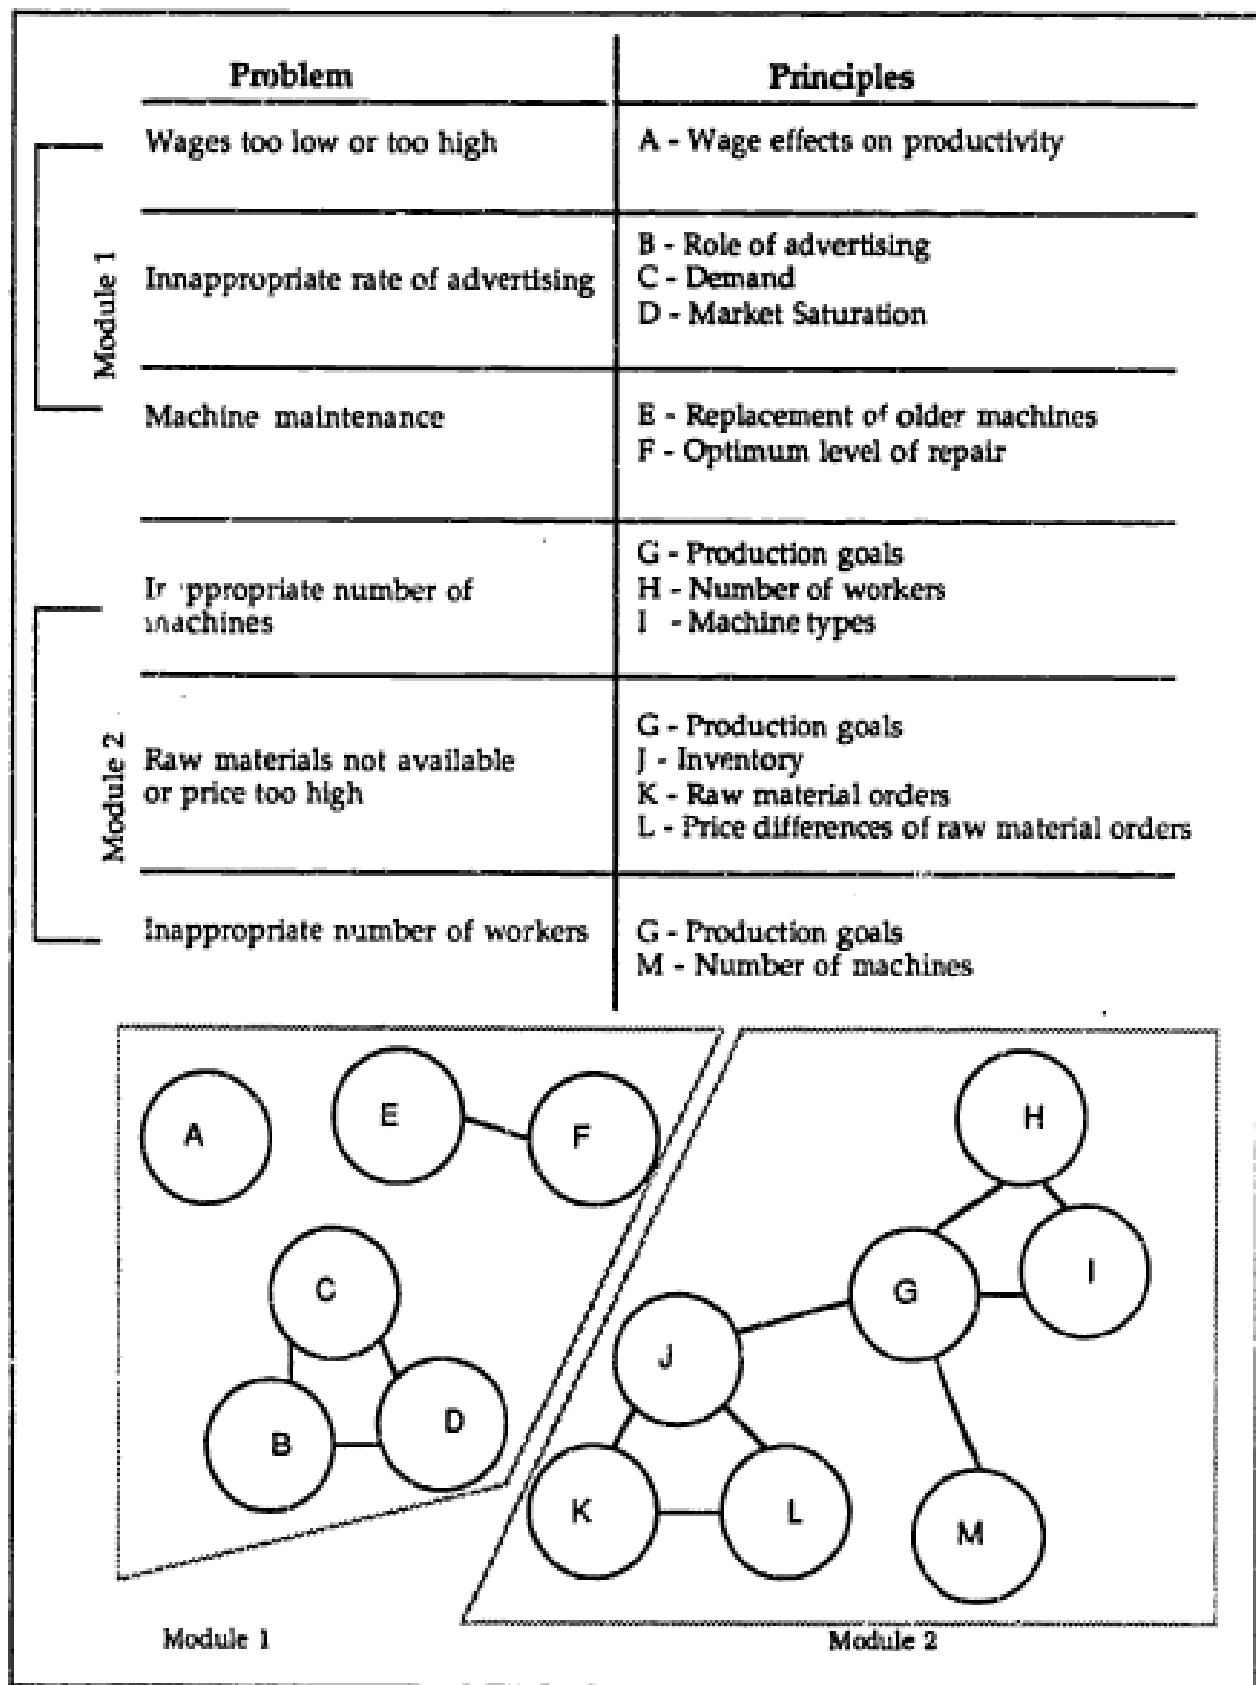 Problem
Principles
Wages too low or too high
A - Wage effects on productivity
Module 1
Innappropriate rate of advertising
B - Role of advertising
C - Demand
D - Market Saturation
Machine maintenance
E - Replacement of older machines
F - Optimum level of repair
number of
machines
G - Production goals
H - Number of workers
I - Machine types
Module 2
Raw materials not available
or price too high
G - Production goals
J - Inventory
K - Raw material orders
L - Price differences of raw material orders
Inappropriate number of workers
G - Production goals
M - Number of machines
A
E
F
H
C
G
I
J
B
D
K
L
M
Module 1
Module 2